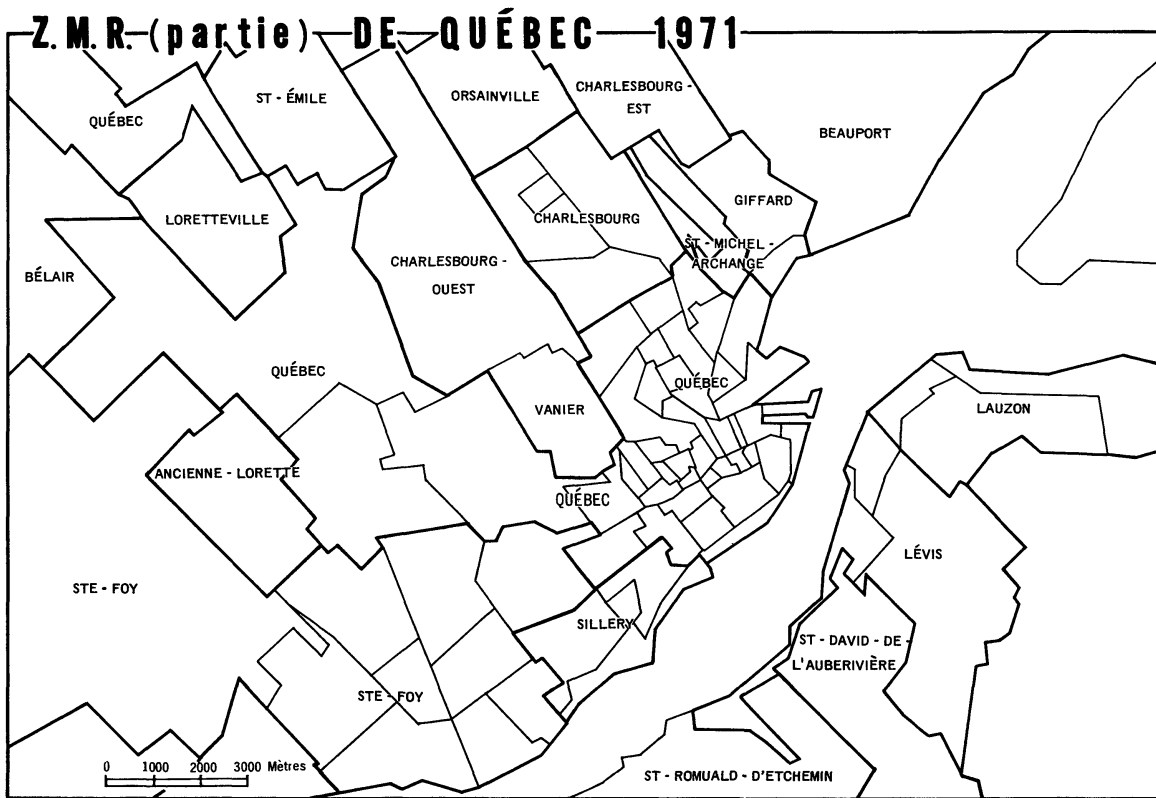 Z. M. R. (partie) DE QUÉBEC 1971
QUÉBEC
ST - ÉMILE
ORSAINVILLE
CHARLESBOURG -
EST
BEAUPORT
LORETTEVILLE
CHARLESBOURG
GIFFARD
BÉLAIR
CHARLESBOURG -
OUEST
ST - MICHEL -
ARCHANGE
QUÉBEC
VANIER
QUÉBEC
LAUZON
ANCIENNE - LORETTE
QUÉBEC
LÉVIS
STE - FOY
SILLERY
ST - DAVID - DE -
L'AUBERIVIÈRE
STE - FOY
0 1000 2000 3000 Mètres
ST - ROMUALD - D'ETCHEMIN